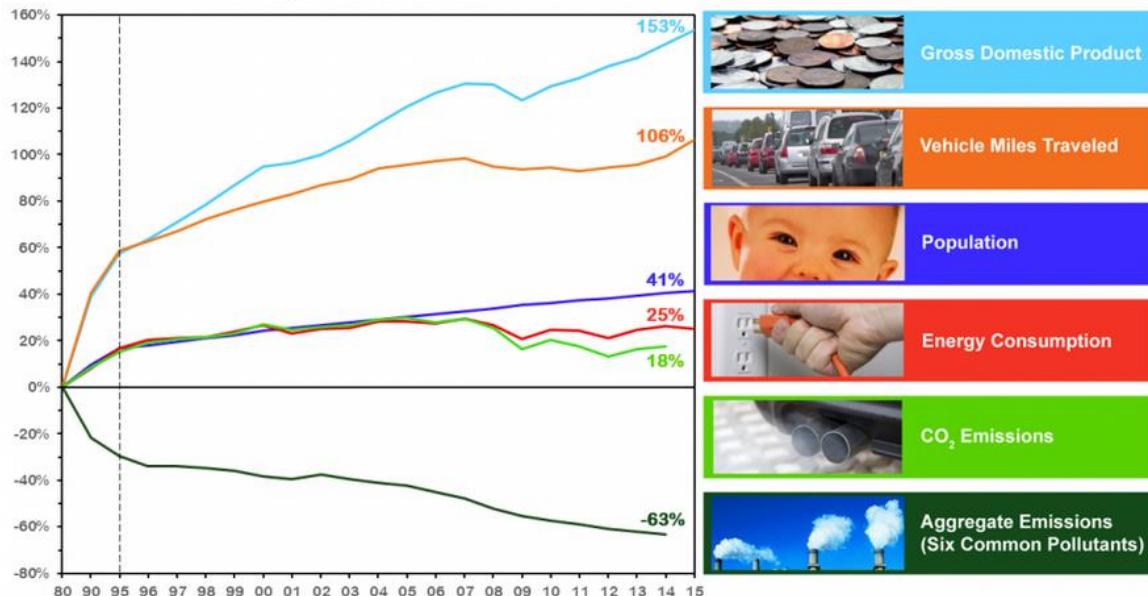 160%
153%
140%
120%
106%
100%
80%
60%
41%
40%
25%
20%
18%
0%
-20%
-40%
-63%
-60%
-80%
80 90 95 96 97 98 99 00 01 02 03 04 05 06 07 08 09 10 11 12 13 14 15
Gross Domestic Product
Vehicle Miles Traveled
Population
Energy Consumption
CO₂ Emissions
Aggregate Emissions
(Six Common Pollutants)